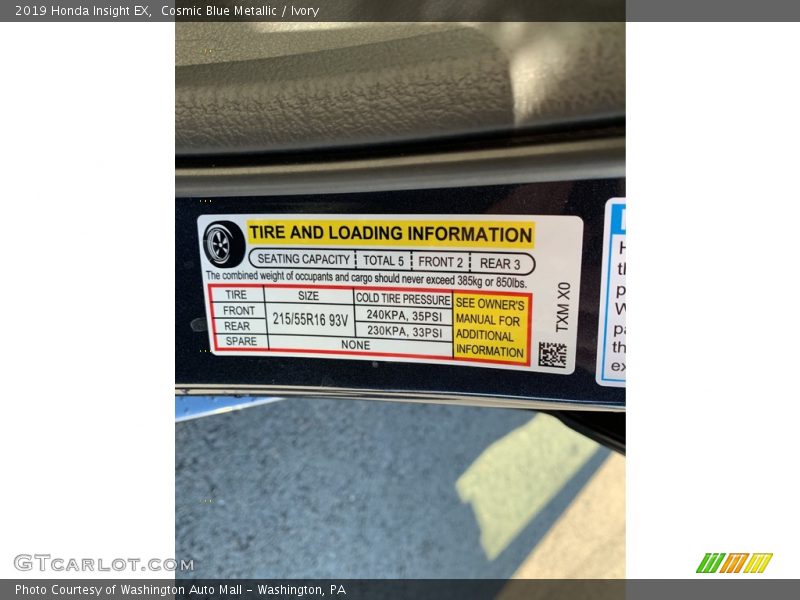 2019 Honda Insight EX,  Cosmic Blue Metallic / Ivory
TIRE AND LOADING INFORMATION
SEATING CAPACITY TOTAL 5 FRONT 2 REAR 3
The combined weight of occupants and cargo should never exceed 385kg or 850lbs.
TIRE SIZE COLD TIRE PRESSURE
FRONT 215/55R16 93V 240KPA, 35PSI
REAR 230KPA, 33PSI
SPARE NONE
SEE OWNER'S
MANUAL FOR
ADDITIONAL
INFORMATION
TXM X0
GTcarlot.com
Photo Courtesy of Washington Auto Mall - Washington, PA